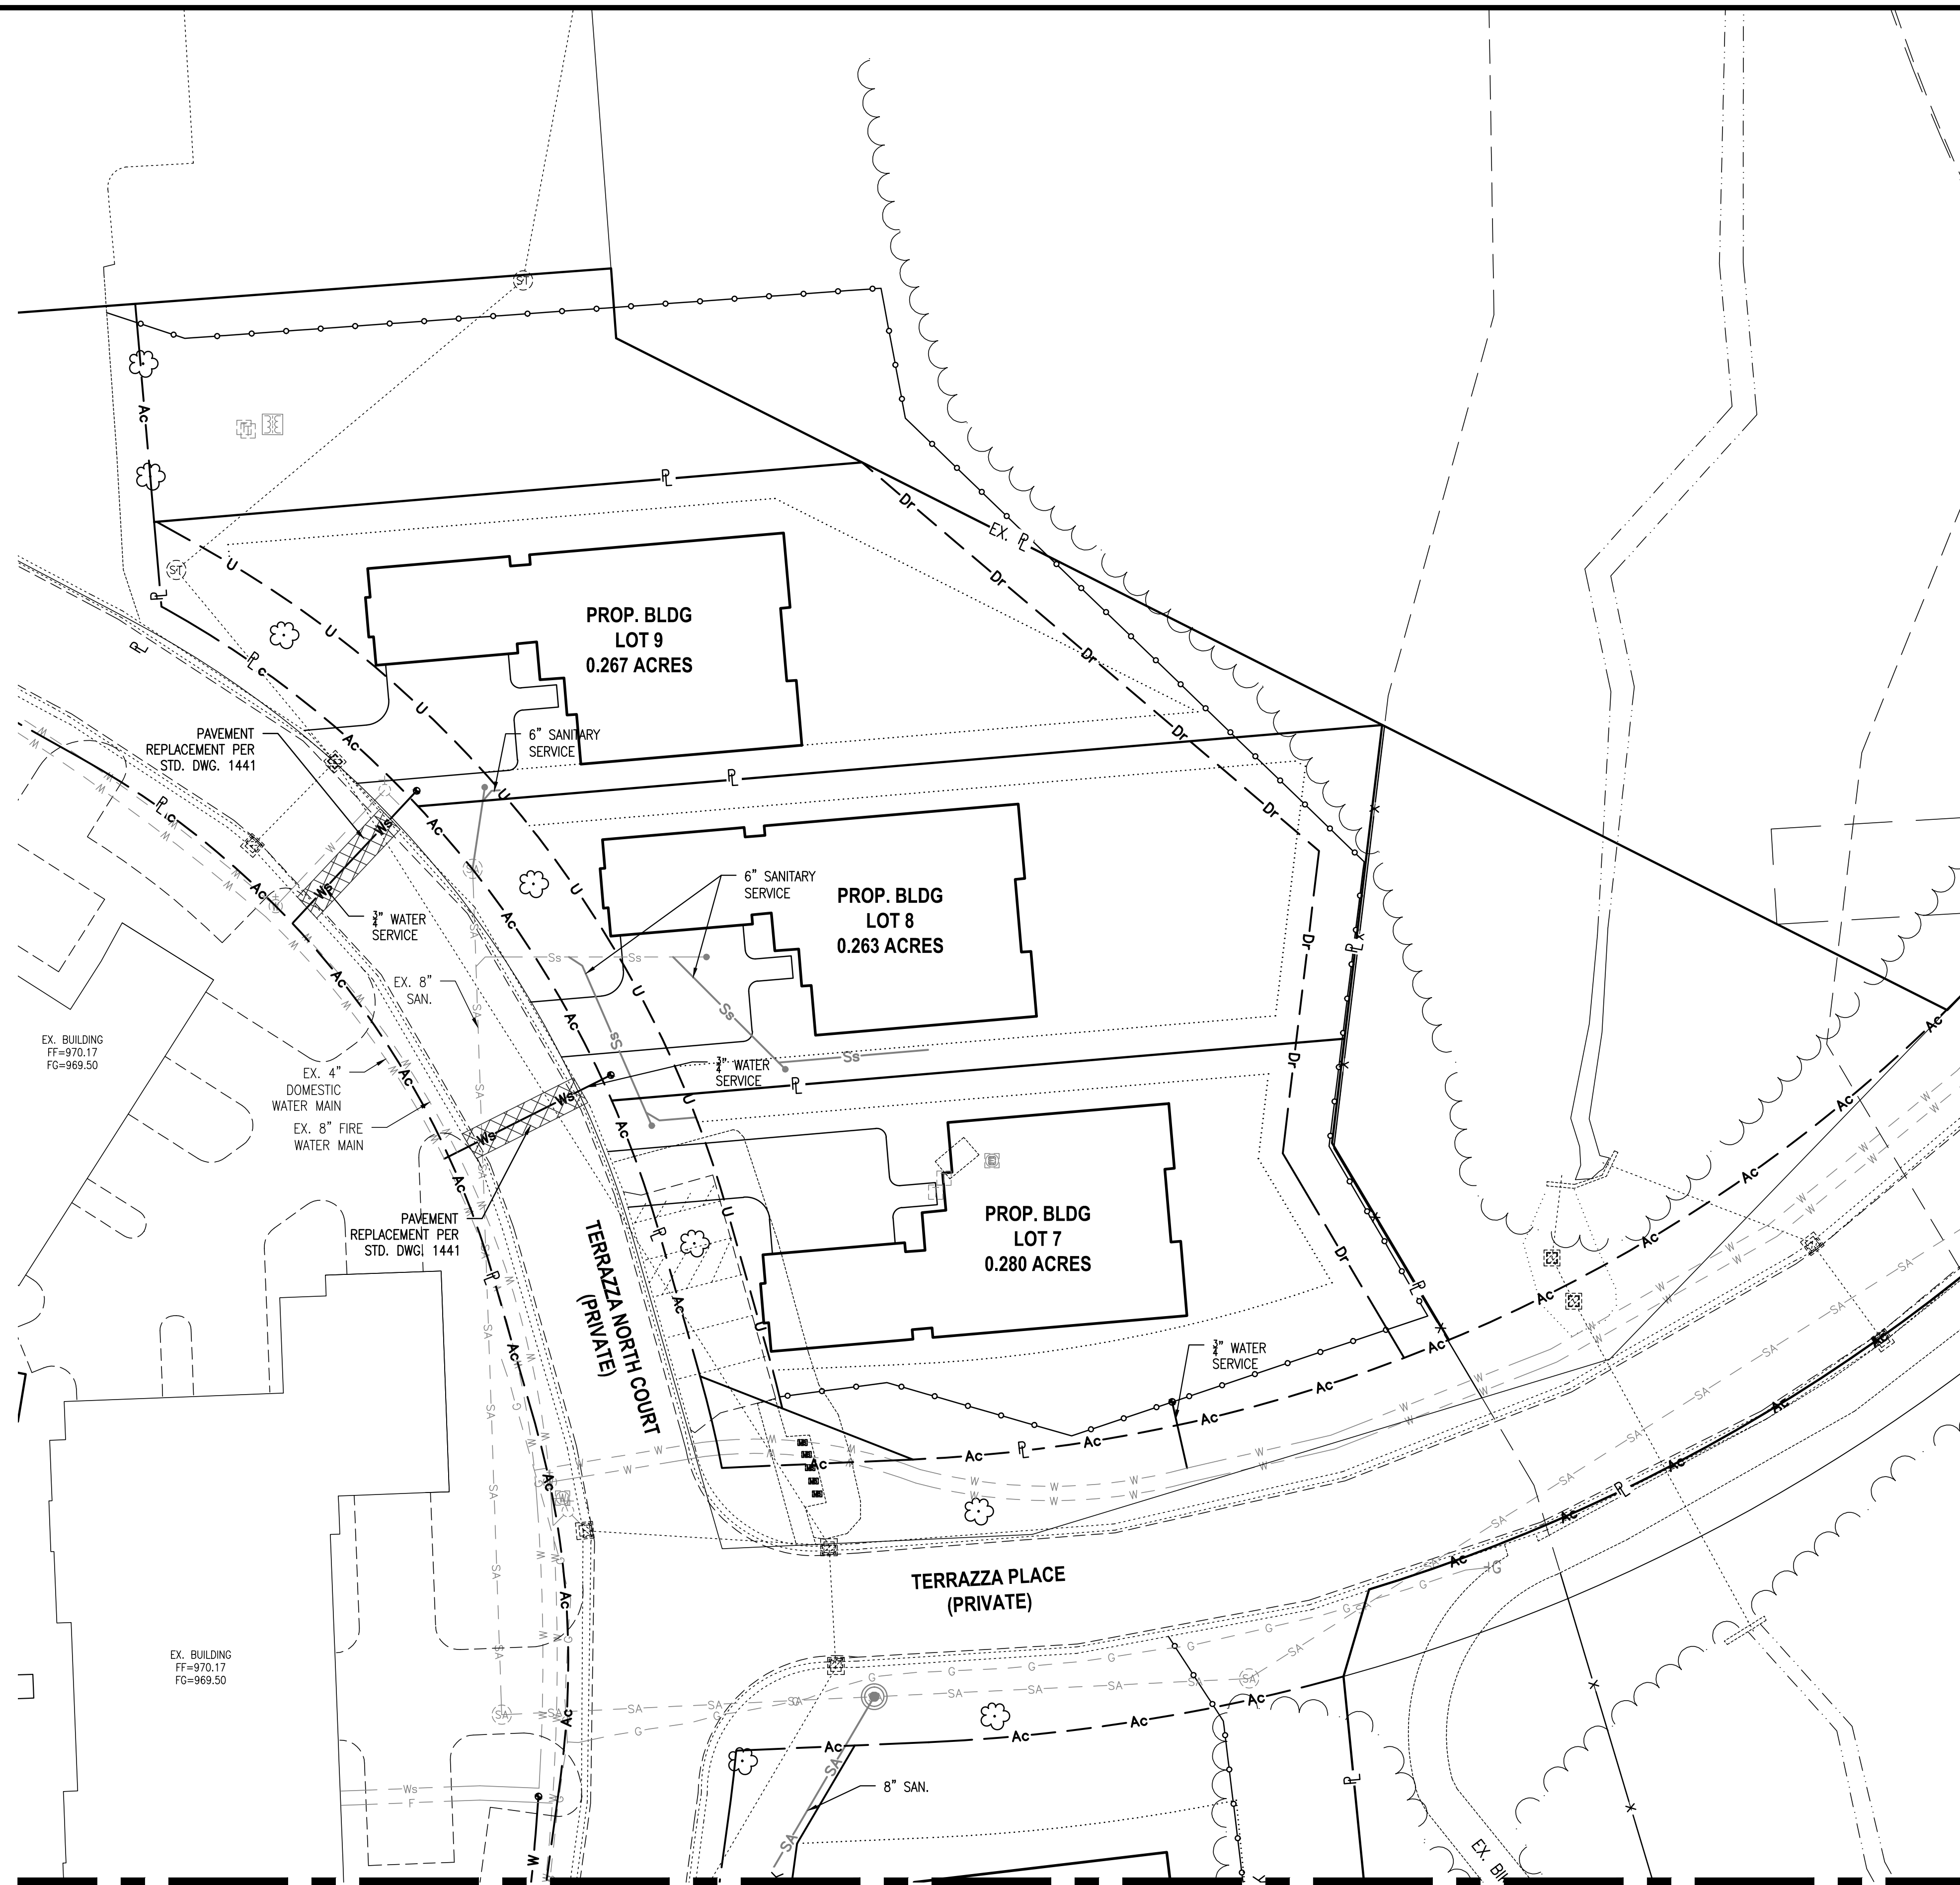 EX. PL
PROP. BLDG
LOT 9
0.267 ACRES
PAVEMENT
REPLACEMENT PER
STD. DWG. 1441
6" SANITARY
SERVICE
6" SANITARY
SERVICE
PROP. BLDG
LOT 8
0.263 ACRES
¾" WATER
SERVICE
EX. 8"
SAN.
EX. BUILDING
FF=970.17
FG=969.50
EX. 4"
DOMESTIC
WATER MAIN
EX. 8" FIRE
WATER MAIN
¾" WATER
SERVICE
PAVEMENT
REPLACEMENT PER
STD. DWG. 1441
PROP. BLDG
LOT 7
0.280 ACRES
TERRAZZA NORTH COURT
(PRIVATE)
¾" WATER
SERVICE
TERRAZZA PLACE
(PRIVATE)
EX. BUILDING
FF=970.17
FG=969.50
8" SAN.